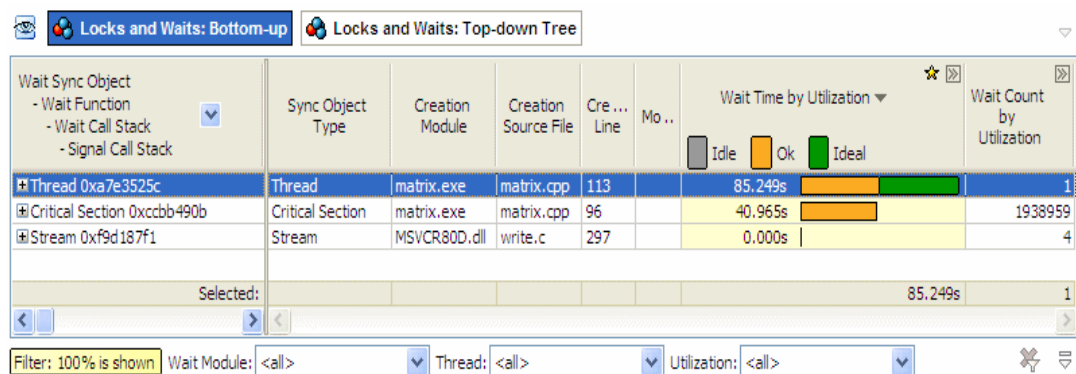 Locks and Waits: Bottom-up Locks and Waits: Top-down Tree
Wait Sync Object
- Wait Function
- Wait Call Stack
- Signal Call Stack
Sync Object
Type
Creation
Module
Creation
Source File
Cre...
Line
Mo..
Wait Time by Utilization
Idle Ok Ideal
Wait Count
by
Utilization
Thread 0xa7e3525c Thread matrix.exe matrix.cpp 113 85.249s 1
Critical Section 0xccbb490b Critical Section matrix.exe matrix.cpp 96 40.965s 1938959
Stream 0xf9d187f1 Stream MSVCR80D.dll write.c 297 0.000s 4
Selected: 85.249s 1
Filter: 100% is shown Wait Module: <all> Thread: <all> Utilization: <all>